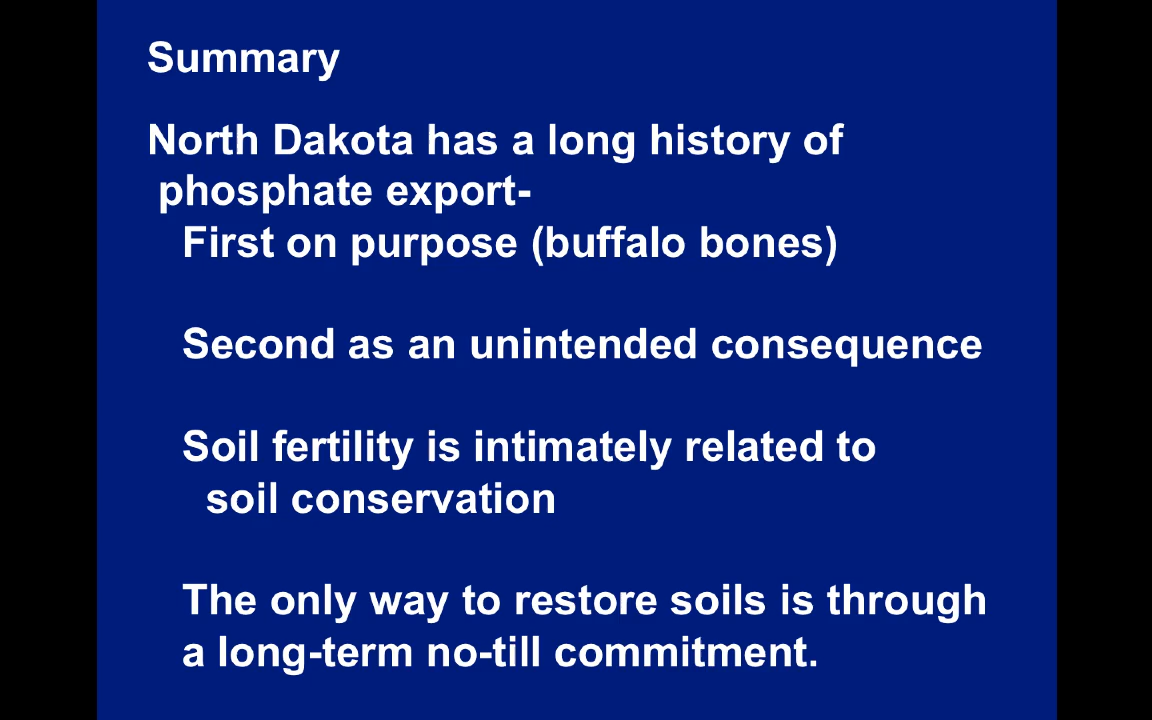 Summary
North Dakota has a long history of
phosphate export-
First on purpose (buffalo bones)
Second as an unintended consequence
Soil fertility is intimately related to
soil conservation
The only way to restore soils is through
a long-term no-till commitment.